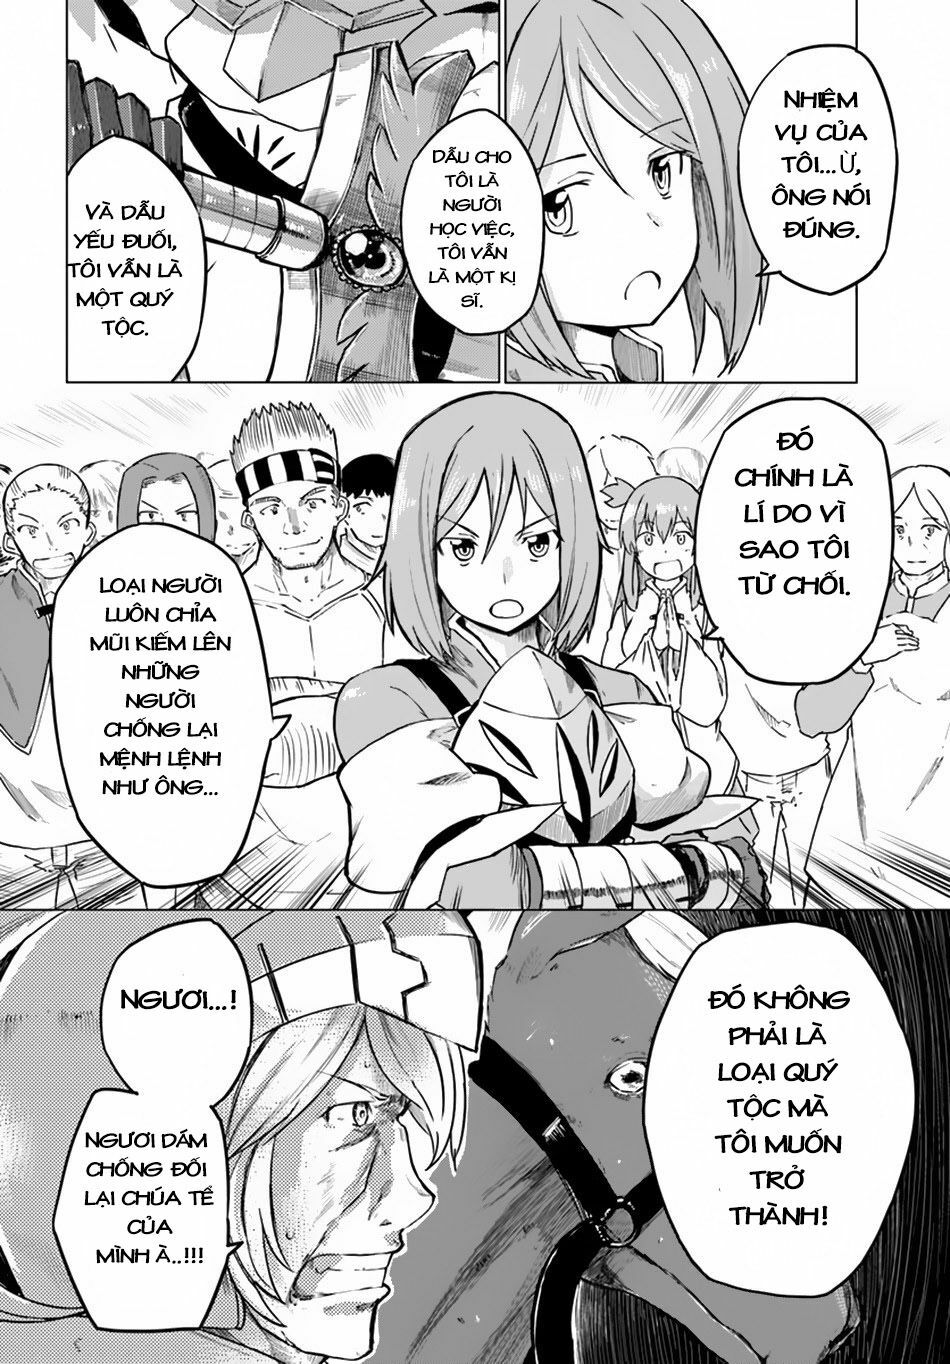 NHIỆM
VỤ CỦA
TÔI...Ừ,
ÔNG NÓI
ĐÚNG.
DẪU CHO
TÔI LÀ
NGƯỜI
HỌC VIỆC,
TÔI VẪN
LÀ MỘT KỊ
SĨ.
VÀ DẪU
YẾU ĐUỐI,
TÔI VẪN LÀ
MỘT QUÝ
TỘC.
ĐÓ
CHÍNH LÀ
LÍ DO VÌ
SAO TÔI
TỪ CHỐI.
LOẠI NGƯỜI
LUÔN CHỈA
MŨI KIẾM LÊN
NHỮNG
NGƯỜI
CHỐNG LẠI
MỆNH LỆNH
NHƯ ÔNG...
ĐÓ KHÔNG
PHẢI LÀ
LOẠI QUÝ
TỘC MÀ
TÔI MUỐN
TRỞ
THÀNH!
NGƯƠI...!
NGƯƠI DÁM
CHỐNG ĐỐI
LẠI CHÚA TỂ
CỦA
MÌNH À..!!!